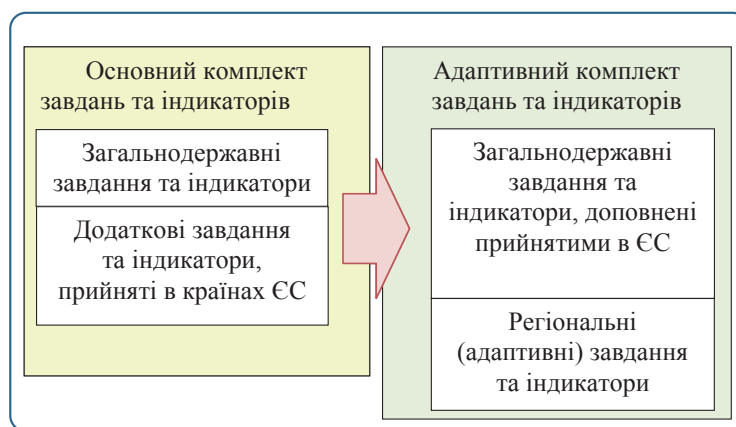 Основний комплект
завдань та індикаторів
Загальнодержавні
завдання та індикатори
Додаткові завдання
та індикатори,
прийняті в країнах ЄС
Адаптивний комплект
завдань та індикаторів
Загальнодержавні
завдання та
індикатори, доповнені
прийнятими в ЄС
Регіональні
(адаптивні) завдання
та індикатори